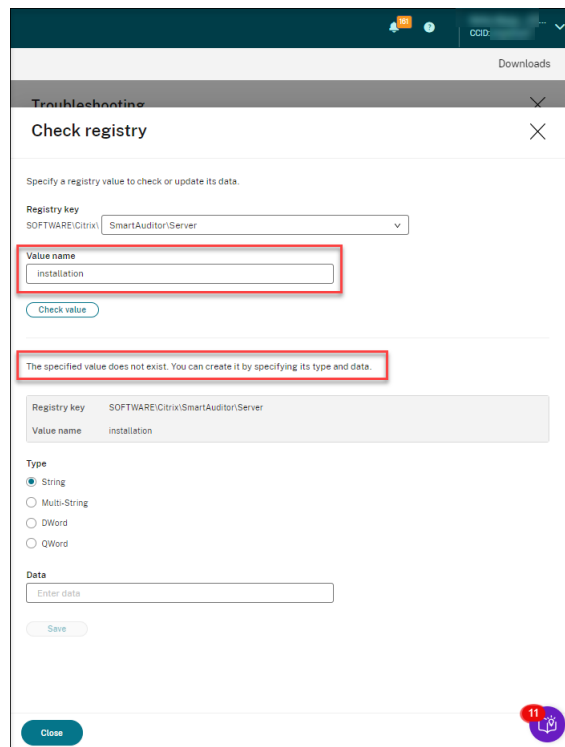 161
?
CCID:
Downloads
Troubleshooting
Check registry
Specify a registry value to check or update its data.
Registry key
SOFTWARE\Citrix\ SmartAuditor\Server
Value name
installation
Check value
The specified value does not exist. You can create it by specifying its type and data.
Registry key SOFTWARE\Citrix\SmartAuditor\Server
Value name installation
Type
String
Multi-String
DWord
QWord
Data
Enter data
Save
11
Close